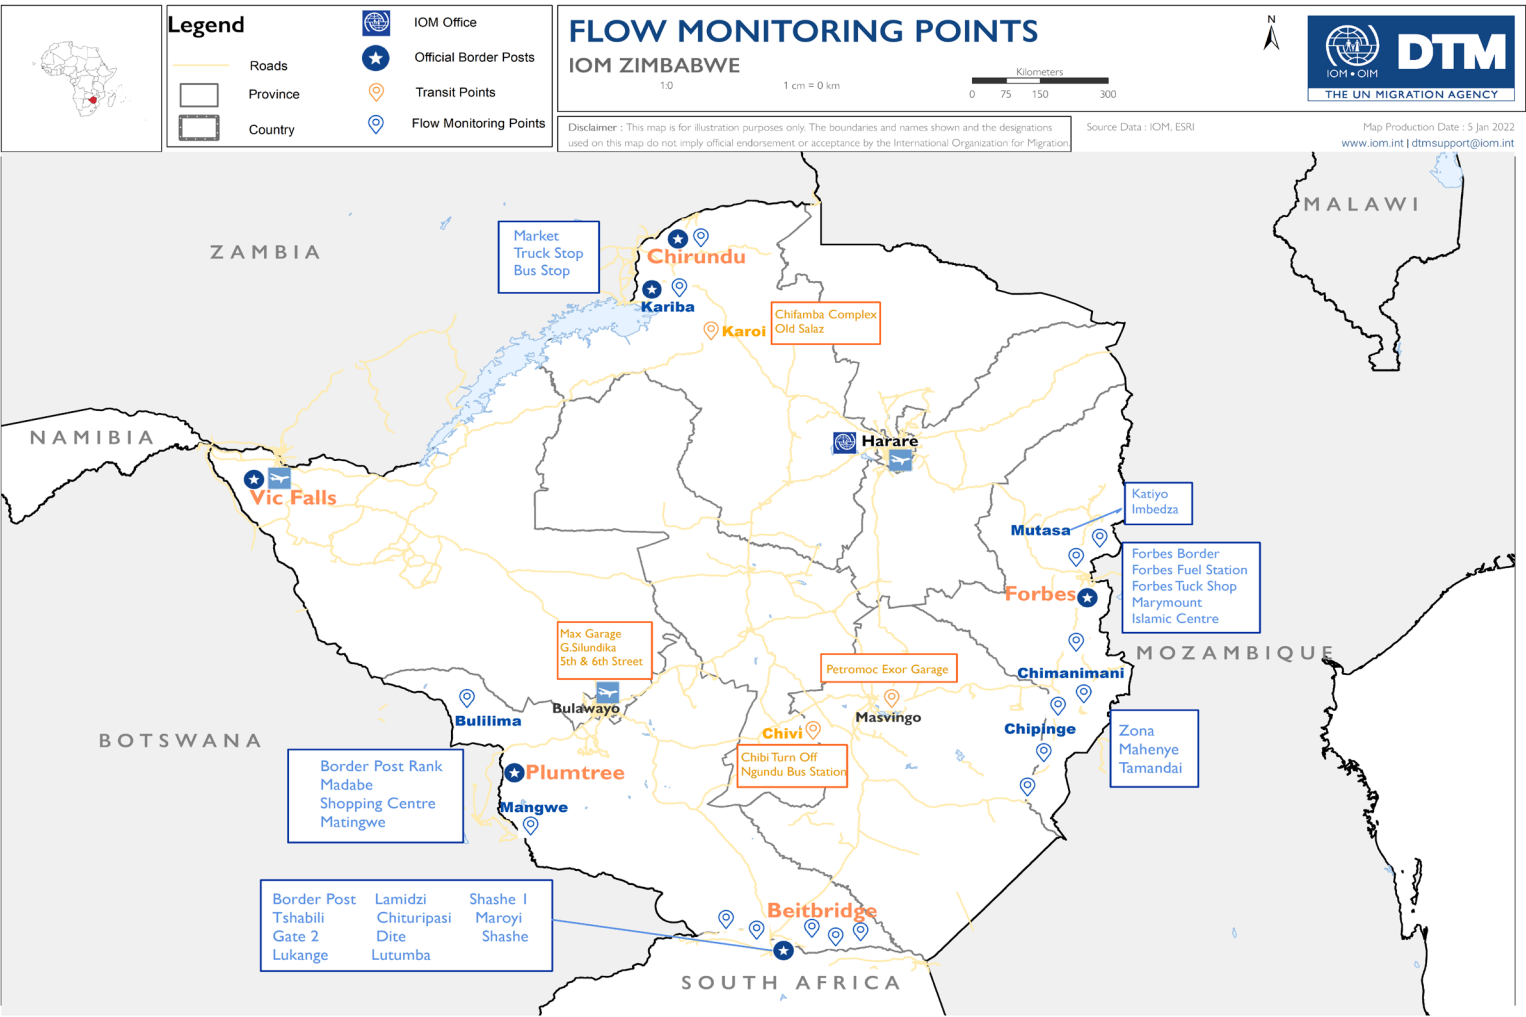 Legend
Roads
Province
Country
IOM Office
Official Border Posts
Transit Points
Flow Monitoring Points
FLOW MONITORING POINTS
IOM ZIMBABWE
1:0
1 cm = 0 km
Kilometers
0 75 150 300
N
IOM • OIM
DTM
THE UN MIGRATION AGENCY
Disclaimer : This map is for illustration purposes only. The boundaries and names shown and the designations
used on this map do not imply official endorsement or acceptance by the International Organization for Migration.
Source Data : IOM, ESRI
Map Production Date : 5 Jan 2022
www.iom.int | dtmsupport@iom.int
MALAWI
ZAMBIA
Market
Truck Stop
Bus Stop
Chirundu
Kariba
Karoi
Chifamba Complex
Old Salaz
NAMIBIA
Harare
Vic Falls
Katiyo
Imbedza
Mutasa
Forbes Border
Forbes Fuel Station
Forbes Tuck Shop
Marymount
Islamic Centre
Forbes
Max Garage
G.Silundika
5th & 6th Street
MOZAMBIQUE
Petromoc Exor Garage
Chimanimani
Bulawayo
Masvingo
Bulilima
Chivi
Chipinge
Zona
Mahenye
Tamandai
BOTSWANA
Chibi Turn Off
Ngundu Bus Station
Border Post Rank
Madabe
Shopping Centre
Matingwe
Plumtree
Mangwe
Border Post Lamidzi Shashe 1
Tshabili Chituripasi Maroyi
Gate 2 Dite Shashe
Lukange Lutumba
Beitbridge
SOUTH AFRICA